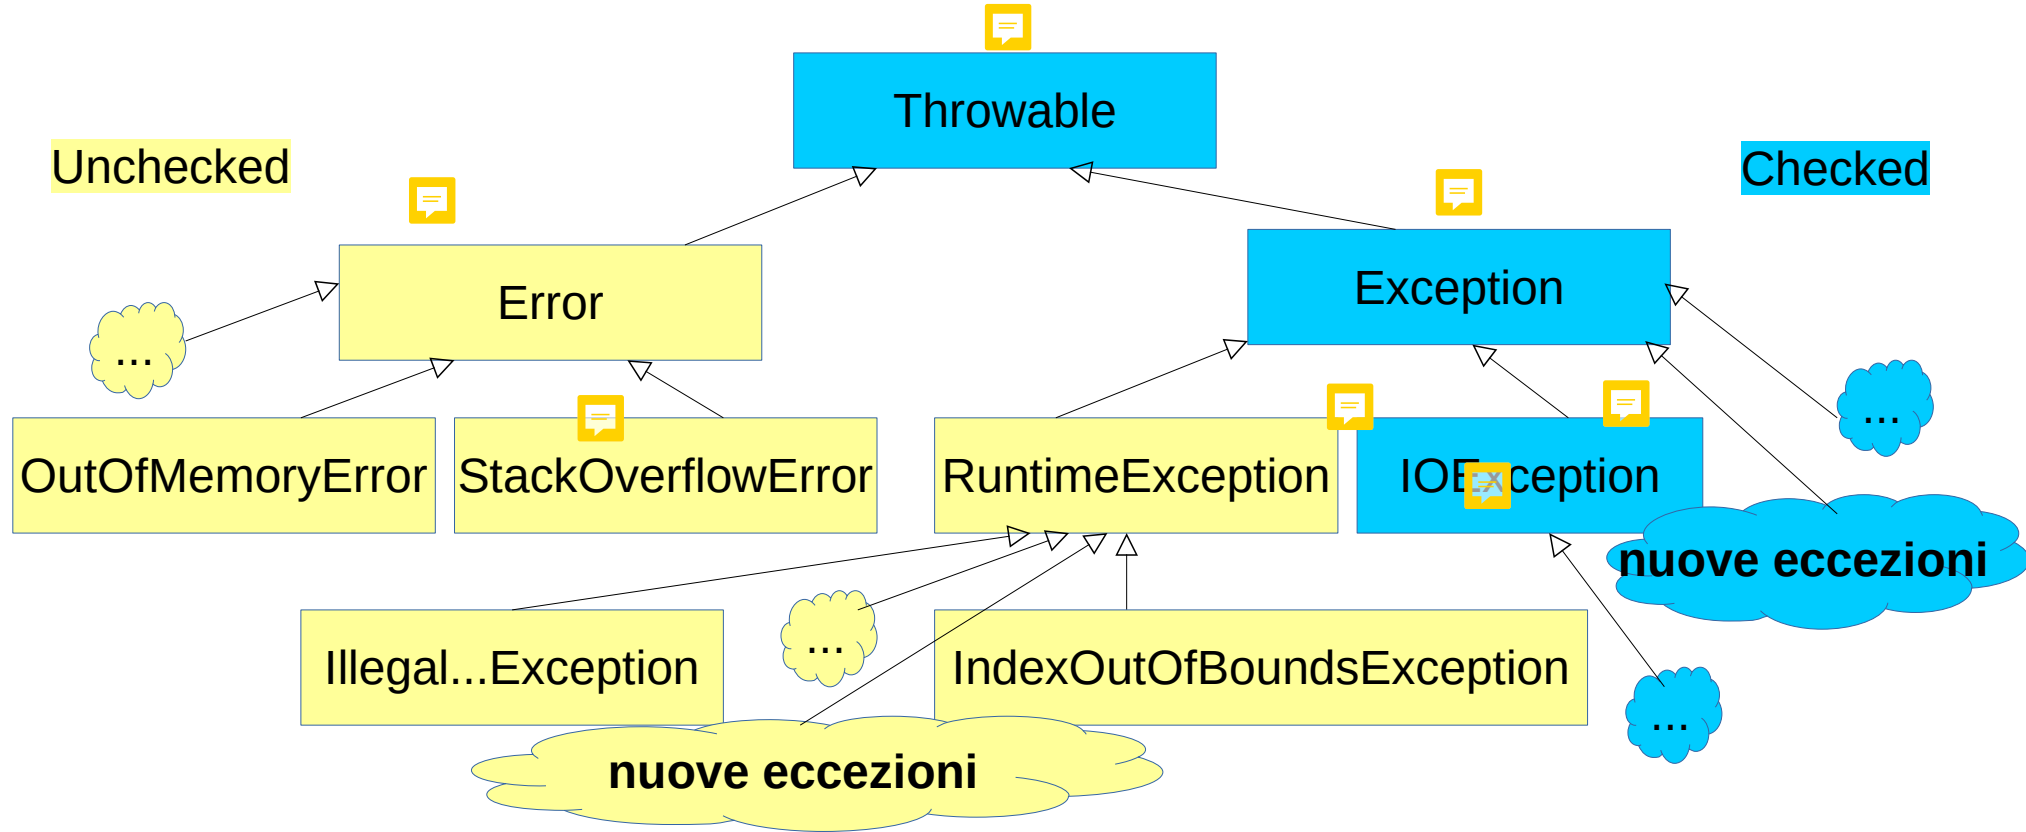 Throwable
Unchecked
Checked
Error
Exception
...
...
OutOfMemoryError
StackOverflowError
RuntimeException
IOException
nuove eccezioni
Illegal...Exception
...
IndexOutOfBoundsException
...
nuove eccezioni